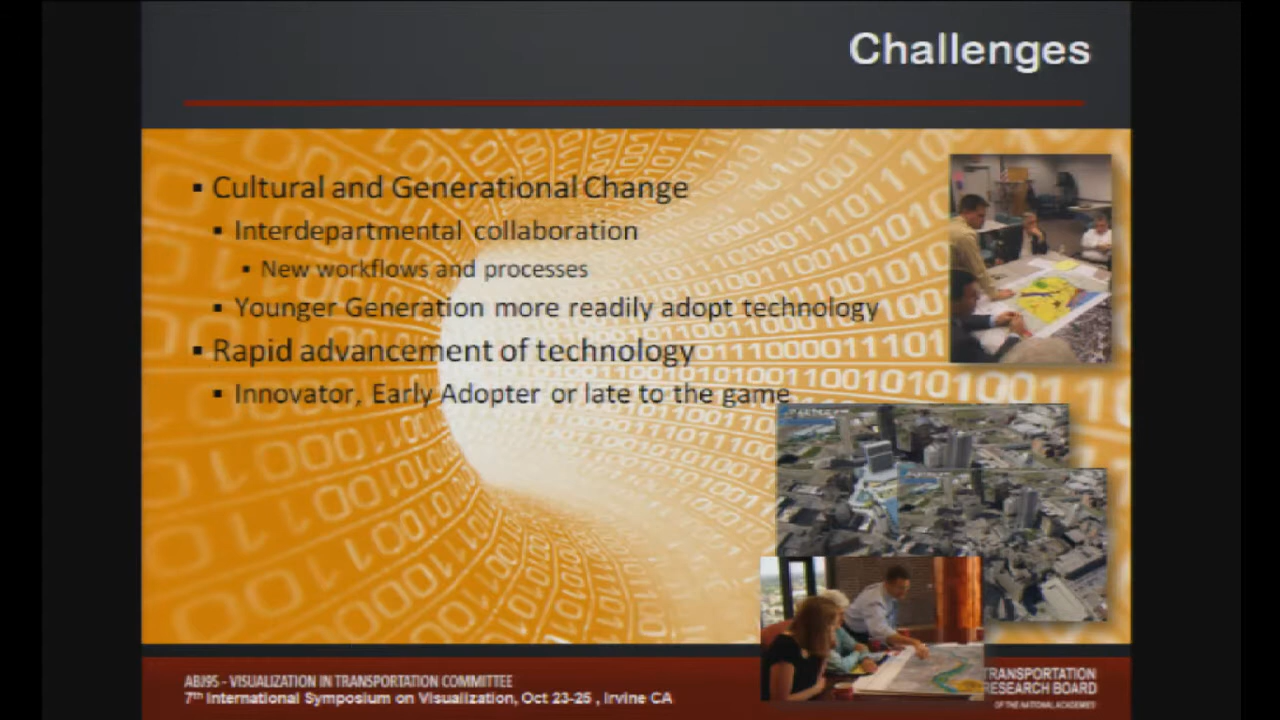 Challenges
▪ Cultural and Generational Change
▪ Interdepartmental collaboration
▪ New workflows and processes
▪ Younger Generation more readily adopt technology
▪ Rapid advancement of technology
▪ Innovator, Early Adopter or late to the game
ABJ95 - VISUALIZATION IN TRANSPORTATION COMMITTEE
7th International Symposium on Visualization, Oct 23-25 , Irvine CA
TRANSPORTATION
RESEARCH BOARD
OF THE NATIONAL ACADEMIES